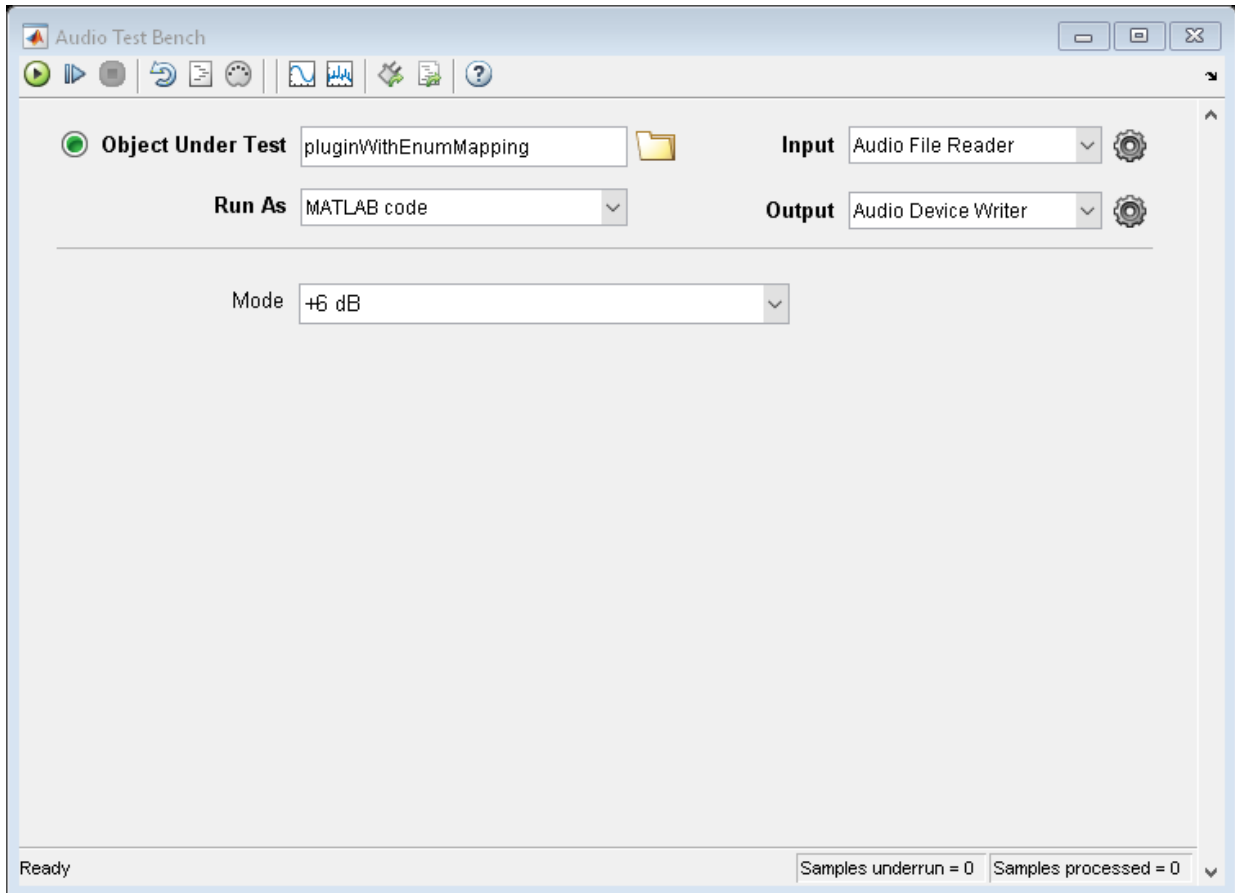 Audio Test Bench
Object Under Test pluginWithEnumMapping Input Audio File Reader
Run As MATLAB code Output Audio Device Writer
Mode +6 dB
Ready Samples underrun = 0 Samples processed = 0